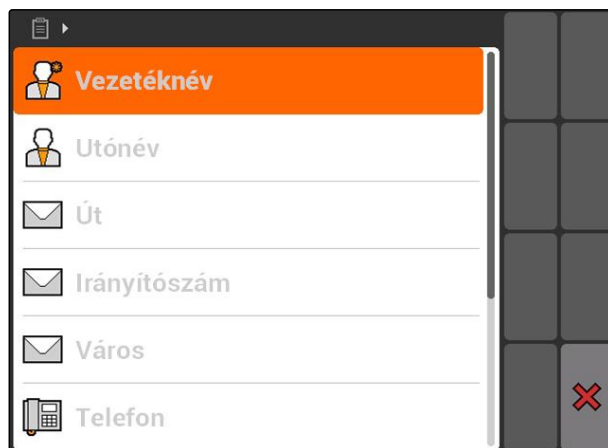 Vezetéknév
Utónév
Út
Irányítószám
Város
Telefon